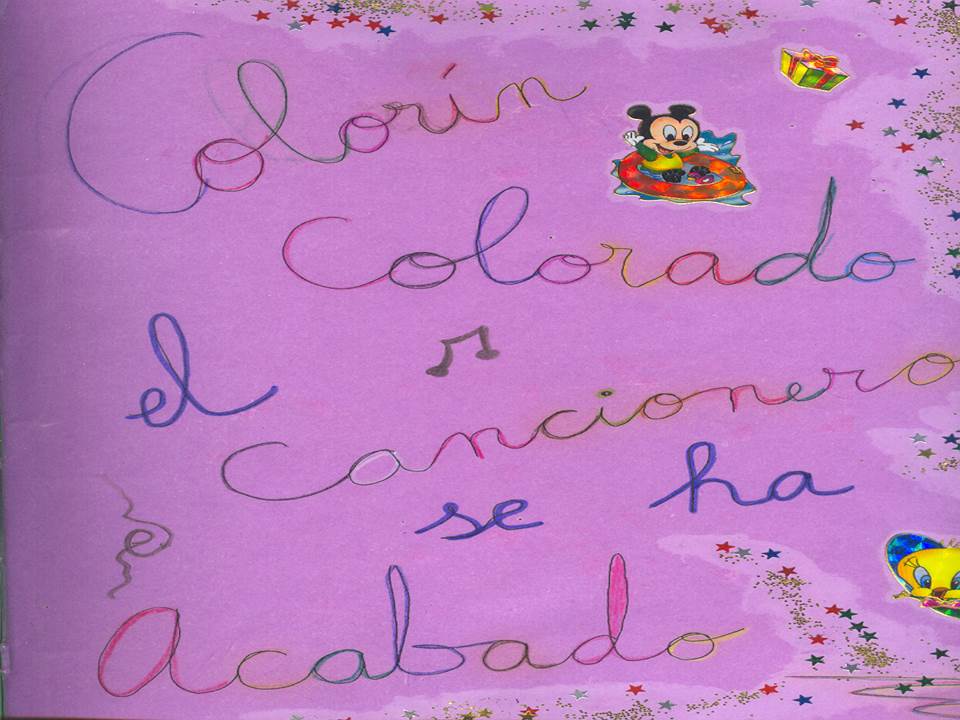 Colorín
Colorado
el
Cancionero
se ha
Acabado